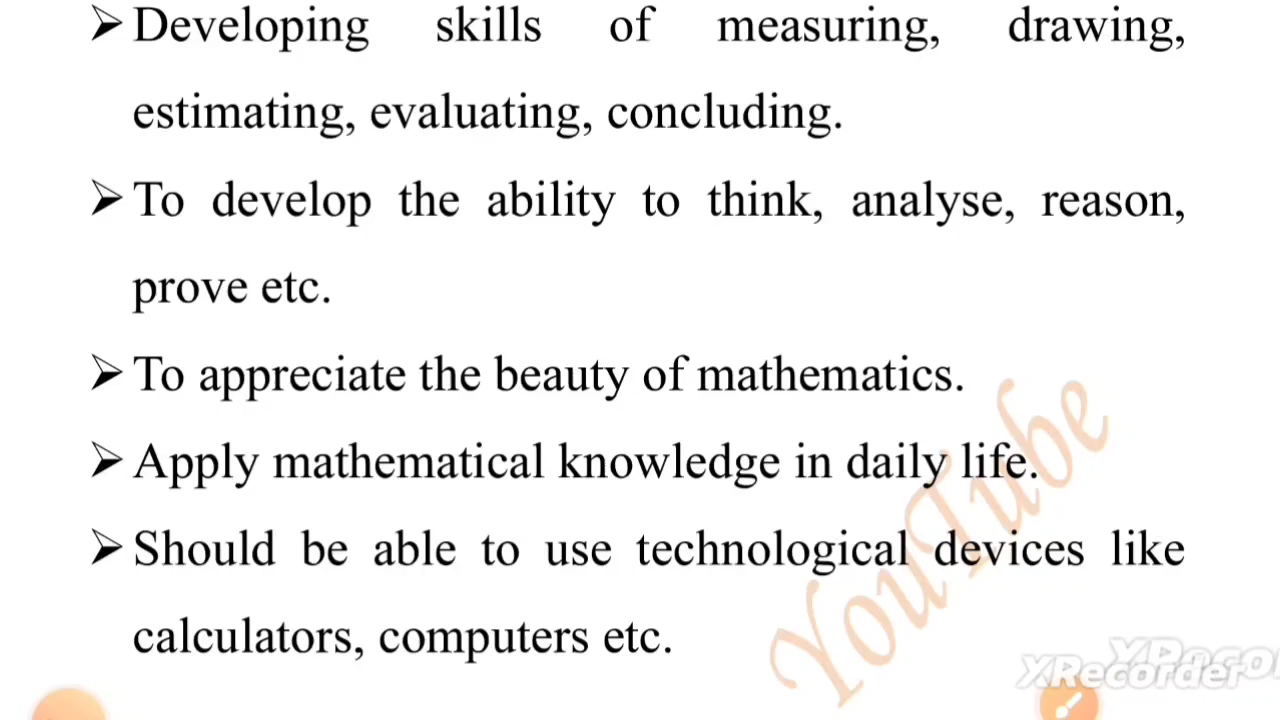 ➢ Developing skills of measuring, drawing,
estimating, evaluating, concluding.
➢ To develop the ability to think, analyse, reason,
prove etc.
➢ To appreciate the beauty of mathematics.
➢ Apply mathematical knowledge in daily life.
➢ Should be able to use technological devices like
calculators, computers etc.
YouTube
XRecorder